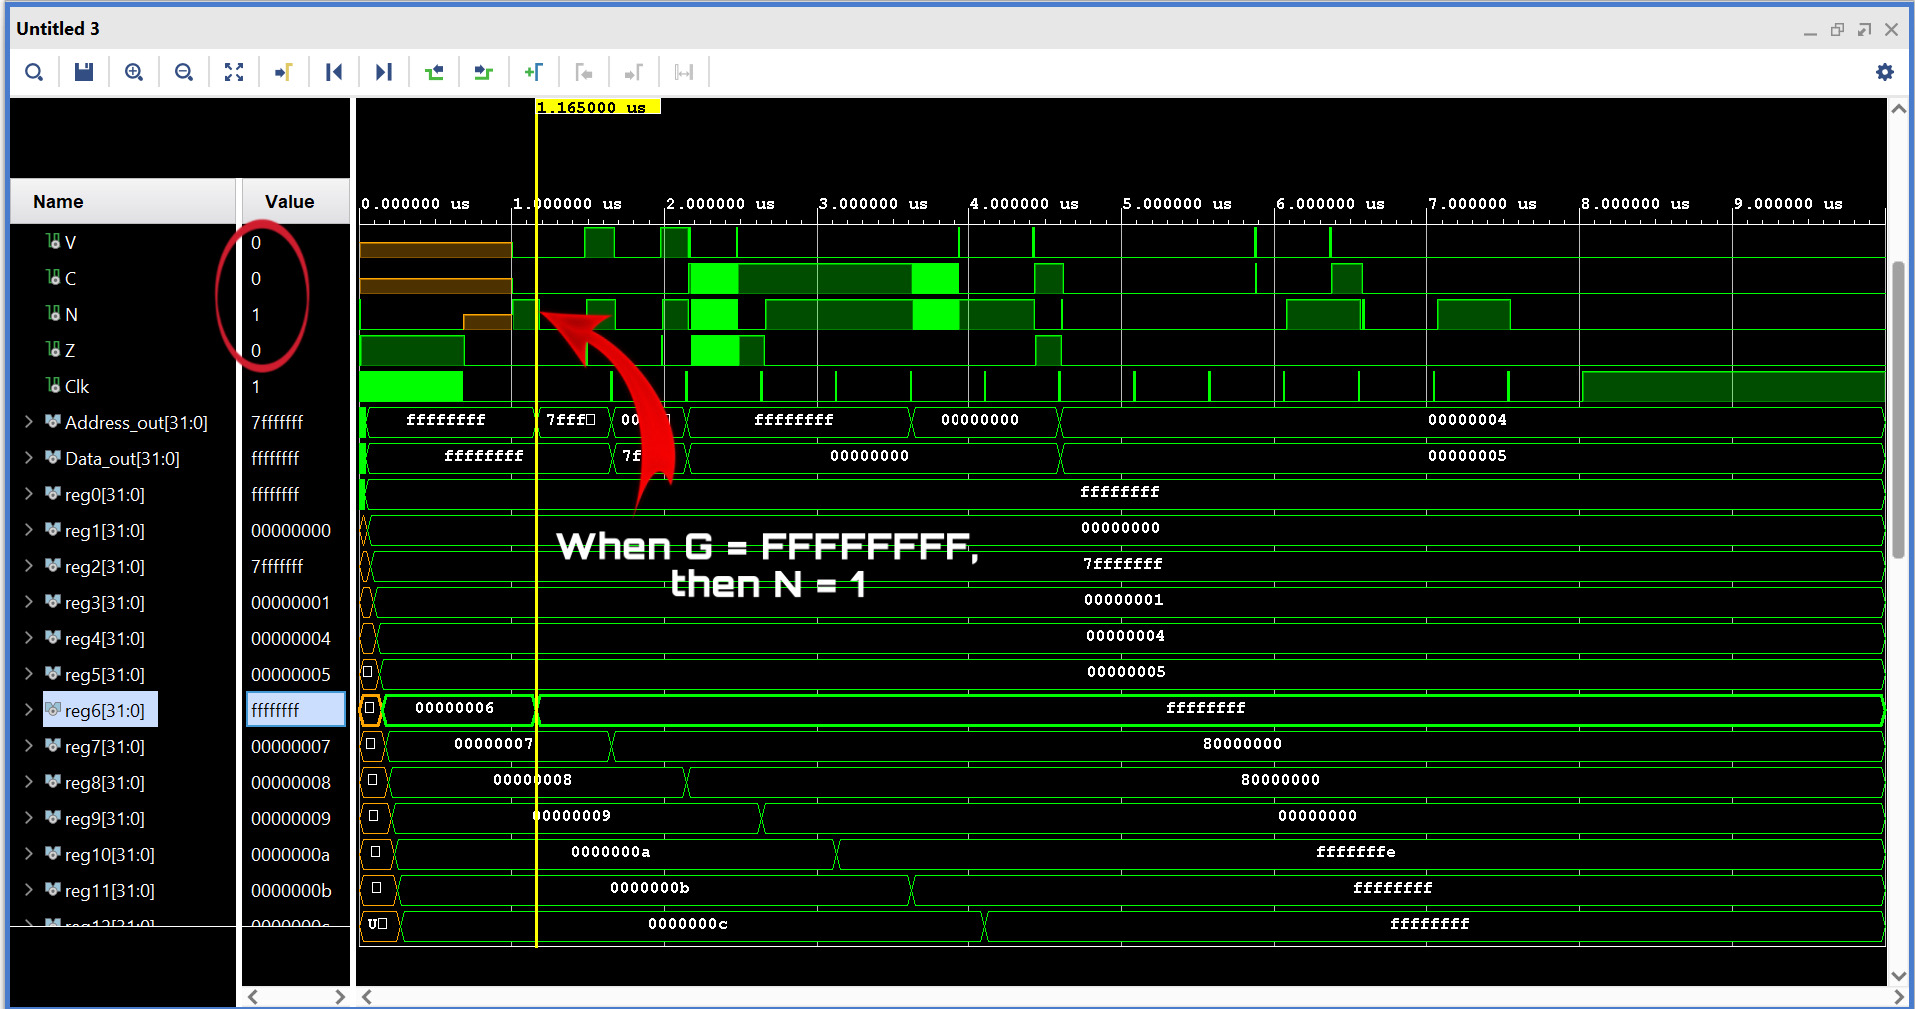 Untitled 3
1.165000 us
Name Value
0.000000 us 1.000000 us 2.000000 us 3.000000 us 4.000000 us 5.000000 us 6.000000 us 7.000000 us 8.000000 us 9.000000 us
V 0
C 0
N 1
Z 0
Clk 1
Address_out[31:0] 7fffffff ffffffff 7fff 00 ffffffff 00000000 00000004
Data_out[31:0] ffffffff ffffffff 7f 00000000 00000005
reg0[31:0] ffffffff ffffffff
reg1[31:0] 00000000 00000000
When G = FFFFFFFF,
reg2[31:0] 7fffffff 7fffffff
then N = 1
reg3[31:0] 00000001 00000001
reg4[31:0] 00000004 00000004
reg5[31:0] 00000005 00000005
reg6[31:0] ffffffff 00000006 ffffffff
reg7[31:0] 00000007 00000007 80000000
reg8[31:0] 00000008 00000008 80000000
reg9[31:0] 00000009 00000009 00000000
reg10[31:0] 0000000a 0000000a fffffffe
reg11[31:0] 0000000b 0000000b ffffffff
reg12[31:0] 0000000c U 0000000c ffffffff